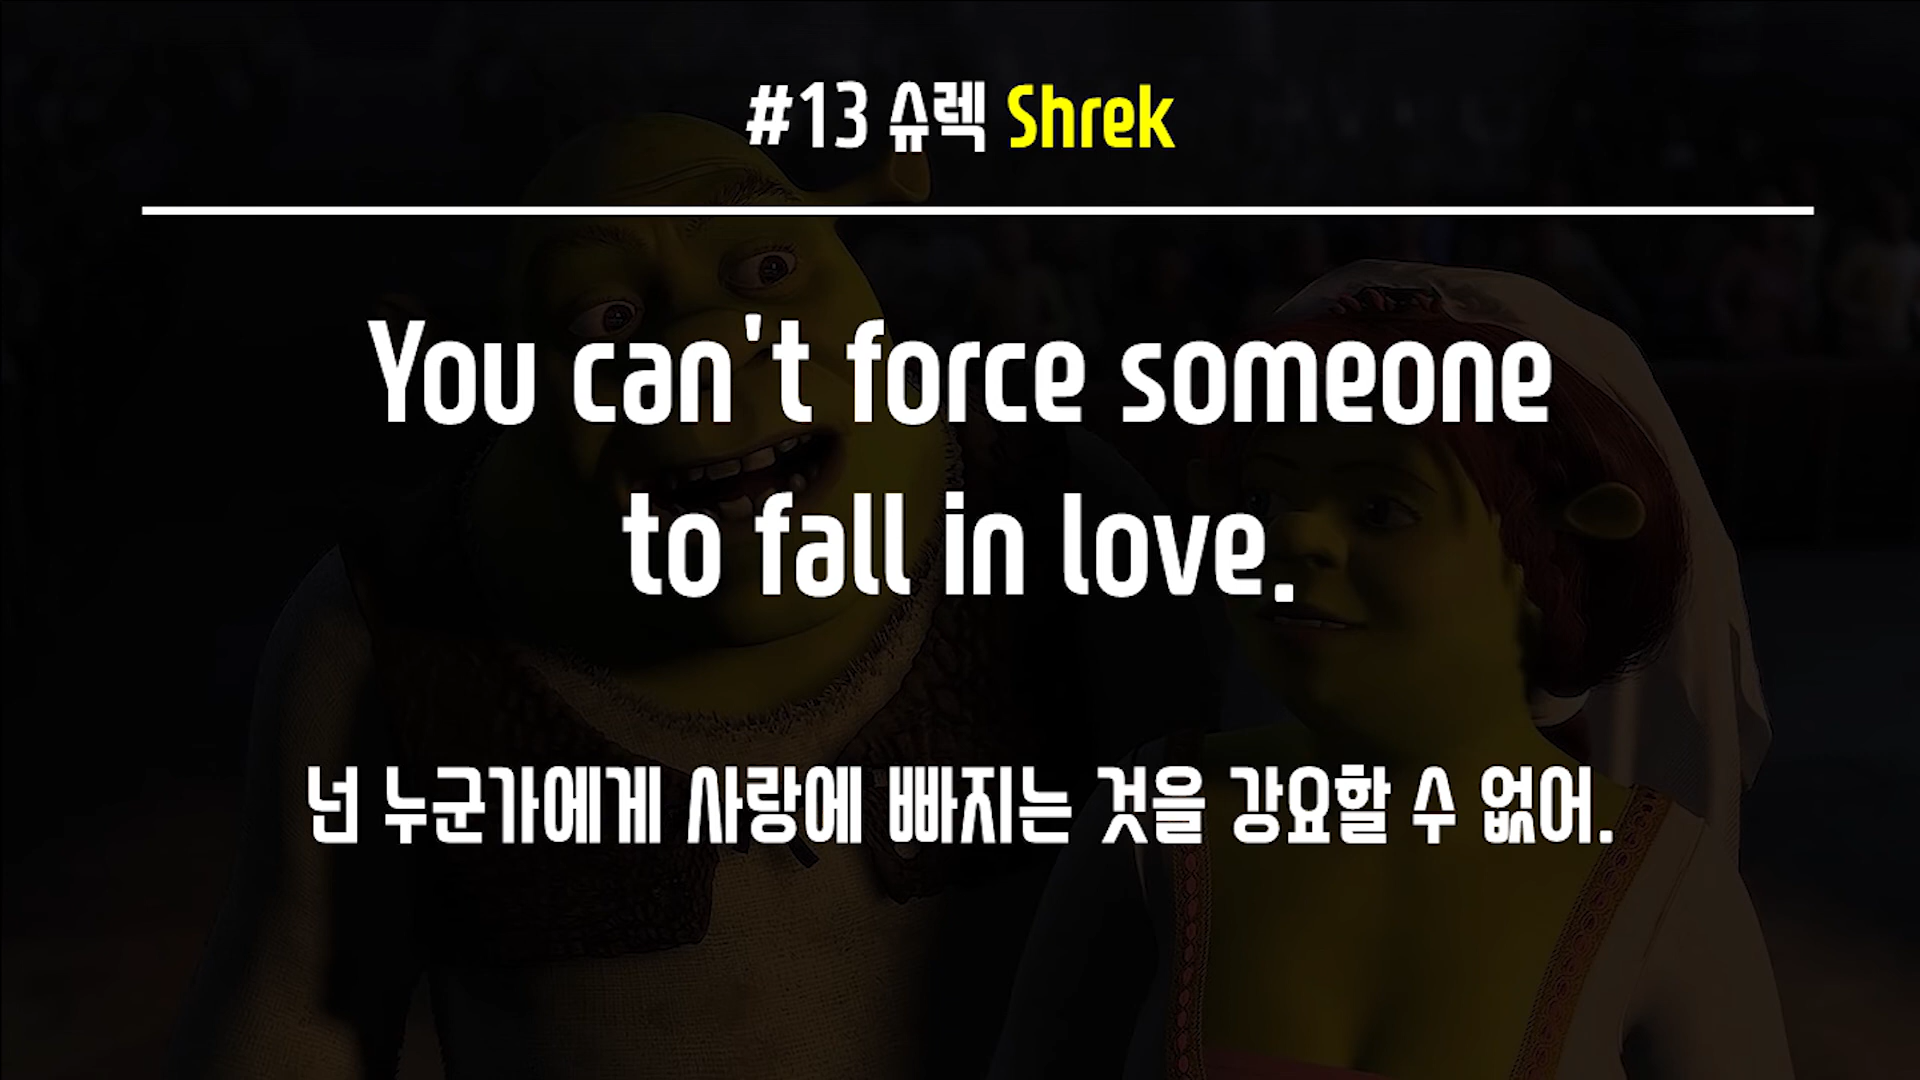 #13 슈렉 Shrek
You can't force someone
to fall in love.
넌 누군가에게 사랑에 빠지는 것을 강요할 수 없어.